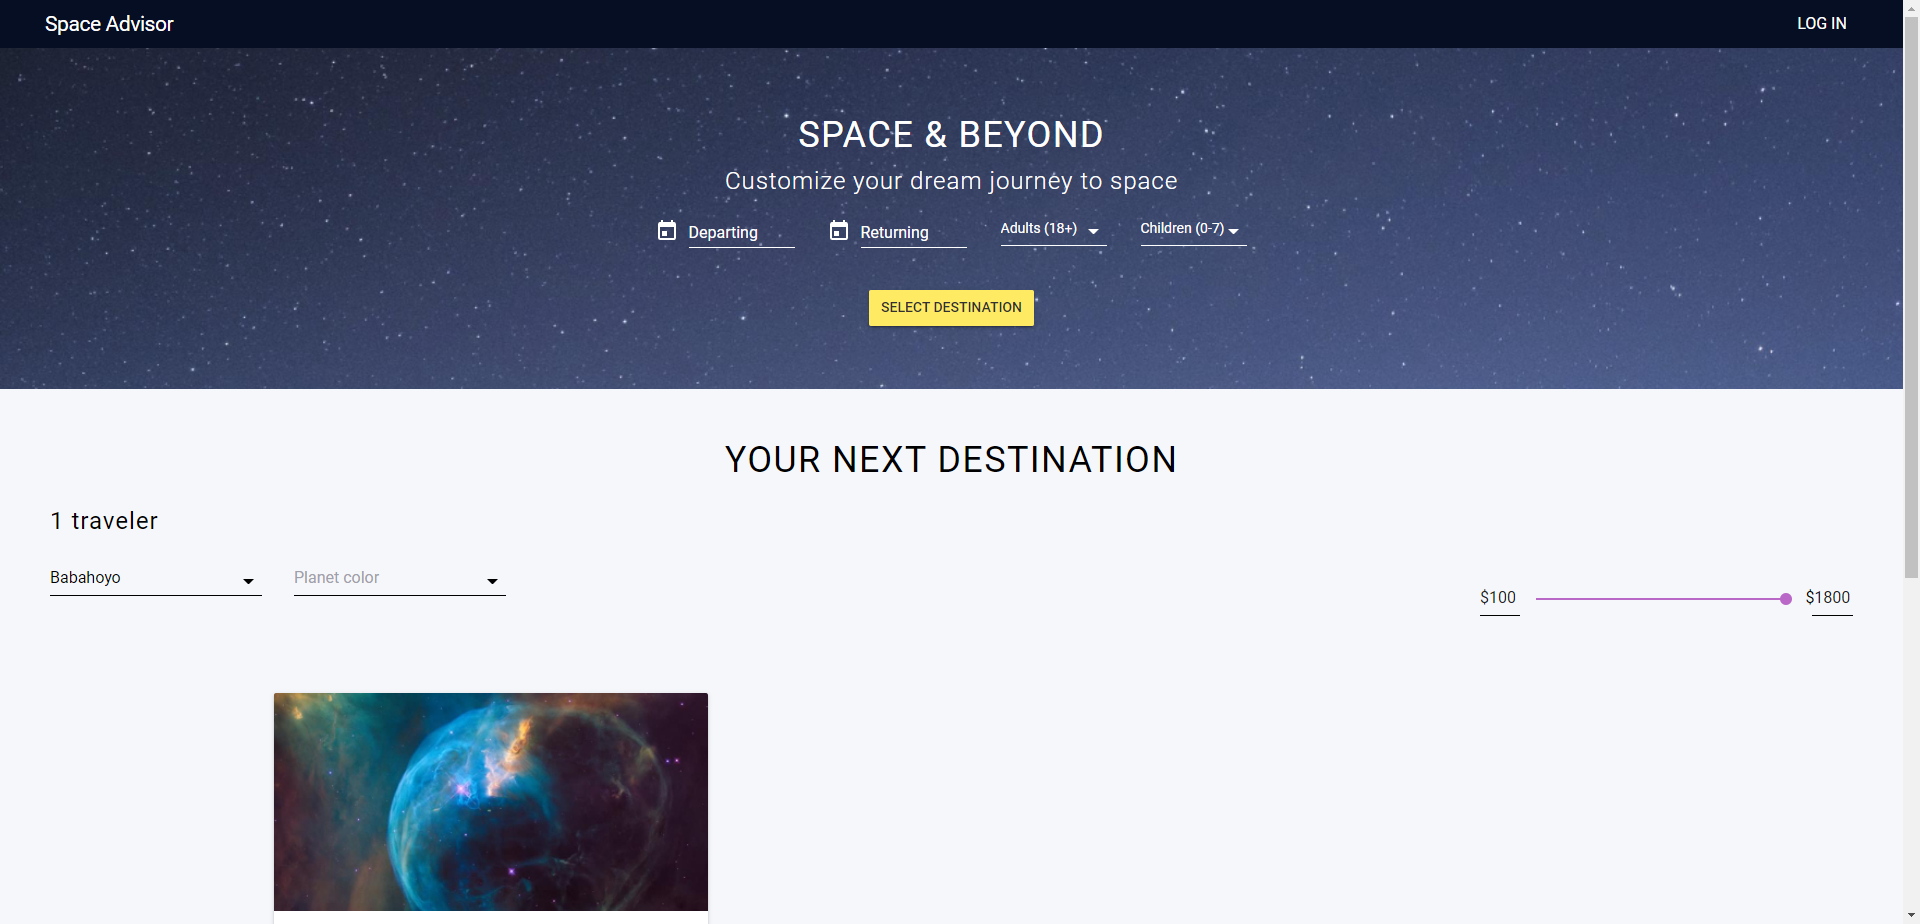 Space Advisor
LOG IN
SPACE & BEYOND
Customize your dream journey to space
Departing
Returning
Adults (18+)
Children (0-7)
SELECT DESTINATION
YOUR NEXT DESTINATION
1 traveler
Babahoyo
Planet color
$100
$1800